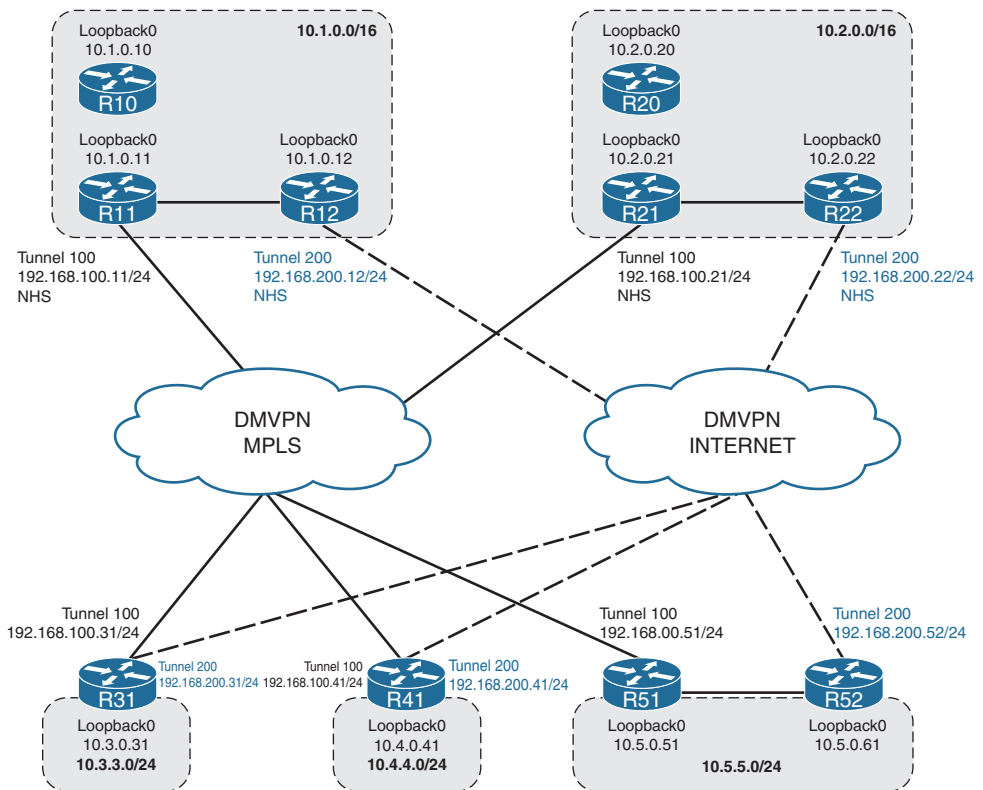 Loopback0
10.1.0.10
10.1.0.0/16
R10
Loopback0
10.1.0.11
Loopback0
10.1.0.12
R11
R12
Loopback0
10.2.0.20
10.2.0.0/16
R20
Loopback0
10.2.0.21
Loopback0
10.2.0.22
R21
R22
Tunnel 100
192.168.100.11/24
NHS
Tunnel 200
192.168.200.12/24
NHS
Tunnel 100
192.168.100.21/24
NHS
Tunnel 200
192.168.200.22/24
NHS
DMVPN
MPLS
DMVPN
INTERNET
Tunnel 100
192.168.100.31/24
Tunnel 200
192.168.200.31/24
R31
Loopback0
10.3.0.31
10.3.3.0/24
Tunnel 100
192.168.100.41/24
Tunnel 200
192.168.200.41/24
R41
Loopback0
10.4.0.41
10.4.4.0/24
Tunnel 100
192.168.00.51/24
Tunnel 200
192.168.200.52/24
R51
R52
Loopback0
10.5.0.51
Loopback0
10.5.0.61
10.5.5.0/24